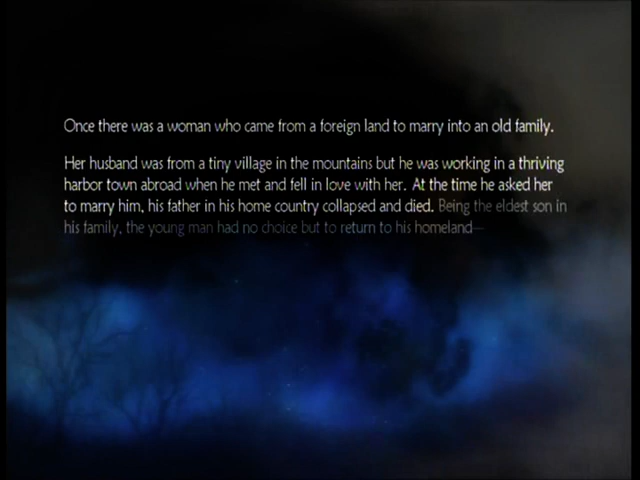 Once there was a woman who came from a foreign land to marry into an old family.
Her husband was from a tiny village in the mountains but he was working in a thriving
harbor town abroad when he met and fell in love with her. At the time he asked her
to marry him, his father in his home country collapsed and died. Being the eldest son in
his family, the young man had no choice but to return to his homeland—